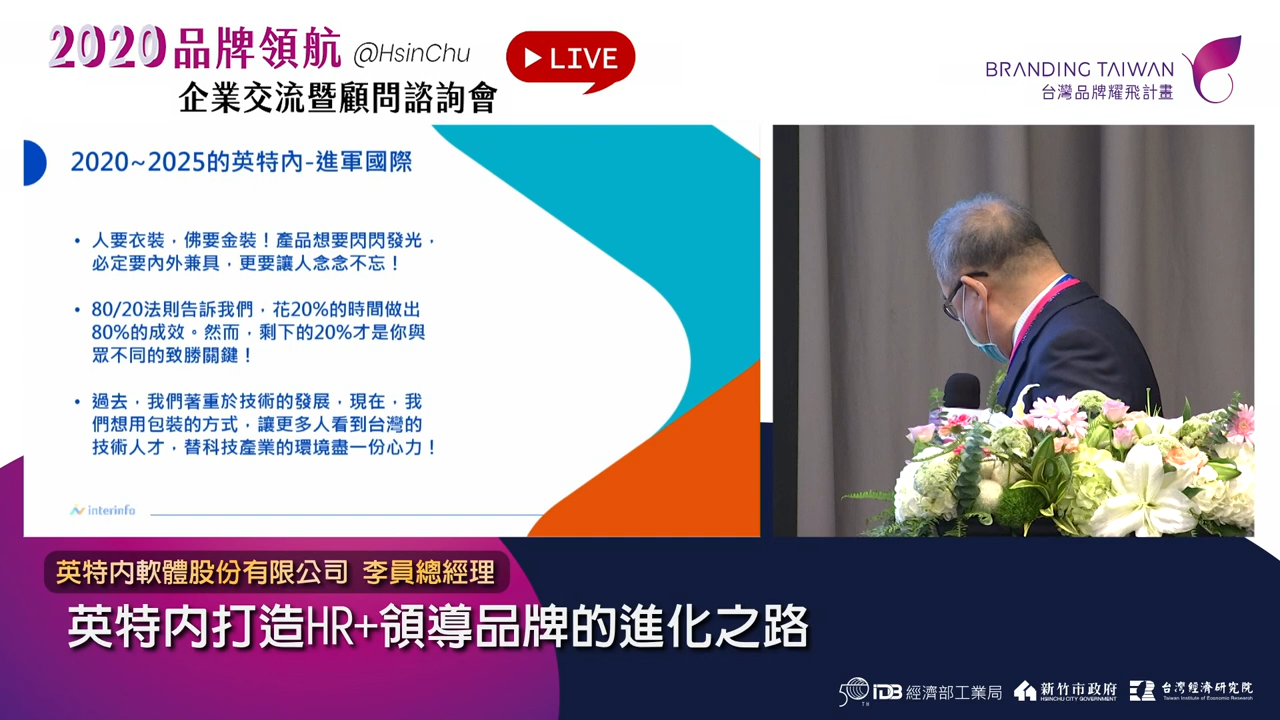 2020品牌領航 @HsinChu
LIVE
企業交流暨顧問諮詢會
BRANDING TAIWAN
台灣品牌耀飛計畫
2020~2025的英特內-進軍國際
• 人要衣裝，佛要金裝！產品想要閃閃發光，
必定要內外兼具，更要讓人念念不忘！
• 80/20法則告訴我們，花20%的時間做出
80%的成效。然而，剩下的20%才是你與
眾不同的致勝關鍵！
• 過去，我們著重於技術的發展，現在，我
們想用包裝的方式，讓更多人看到台灣的
技術人才，替科技產業的環境盡一份心力！
interinfo
英特內軟體股份有限公司 李員總經理
英特內打造HR+領導品牌的進化之路
50TH IDB 經濟部工業局
新竹市政府
HSINCHU CITY GOVERNMENT
台灣經濟研究院
Taiwan Institute of Economic Research